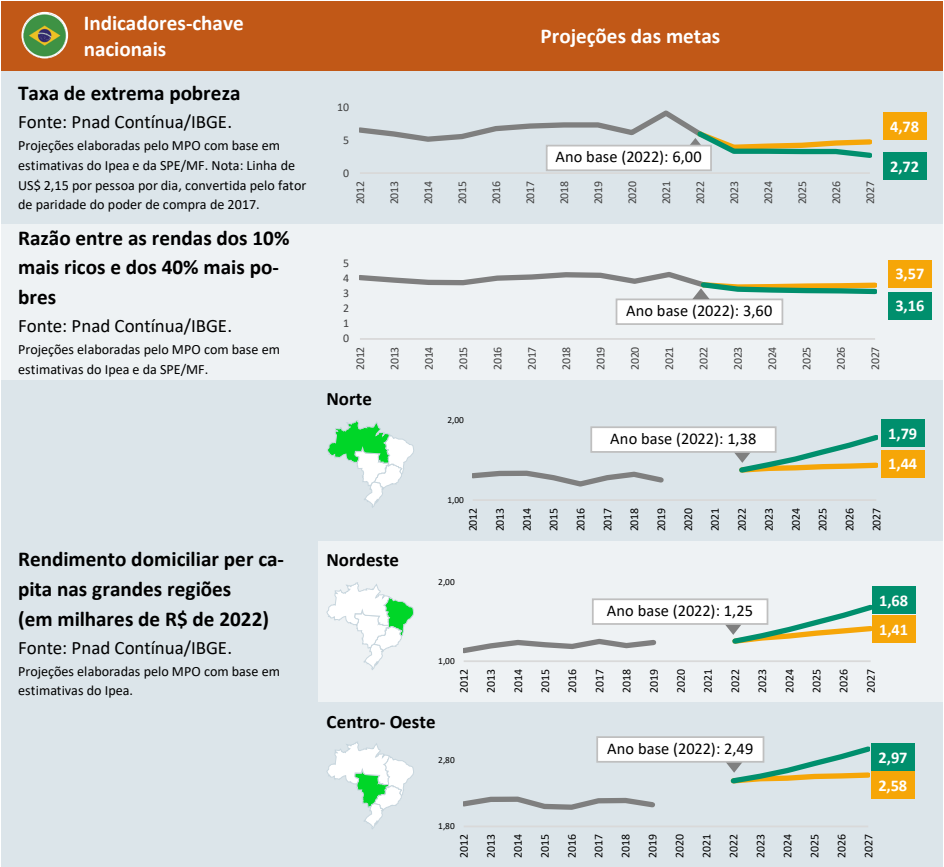 Indicadores-chave
nacionais
Projeções das metas
Taxa de extrema pobreza
Fonte: Pnad Contínua/IBGE.
Projeções elaboradas pelo MPO com base em
estimativas do Ipea e da SPE/MF. Nota: Linha de
US$ 2,15 por pessoa por dia, convertida pelo fator
de paridade do poder de compra de 2017.
10
5
0
Ano base (2022): 6,00
4,78
2,72
2012 2013 2014 2015 2016 2017 2018 2019 2020 2021 2022 2023 2024 2025 2026 2027
Razão entre as rendas dos 10%
mais ricos e dos 40% mais po-
bres
Fonte: Pnad Contínua/IBGE.
Projeções elaboradas pelo MPO com base em
estimativas do Ipea e da SPE/MF.
5
4
3
2
1
1
0
Ano base (2022): 3,60
3,57
3,16
2012 2013 2014 2015 2016 2017 2018 2019 2020 2021 2022 2023 2024 2025 2026 2027
Rendimento domiciliar per ca-
pita nas grandes regiões
(em milhares de R$ de 2022)
Fonte: Pnad Contínua/IBGE.
Projeções elaboradas pelo MPO com base em
estimativas do Ipea.
Norte
2,00
1,00
Ano base (2022): 1,38
1,79
1,44
2012 2013 2014 2015 2016 2017 2018 2019 2020 2021 2022 2023 2024 2025 2026 2027
Nordeste
2,00
1,00
Ano base (2022): 1,25
1,68
1,41
2012 2013 2014 2015 2016 2017 2018 2019 2020 2021 2022 2023 2024 2025 2026 2027
Centro- Oeste
2,80
1,80
Ano base (2022): 2,49
2,97
2,58
2012 2013 2014 2015 2016 2017 2018 2019 2020 2021 2022 2023 2024 2025 2026 2027